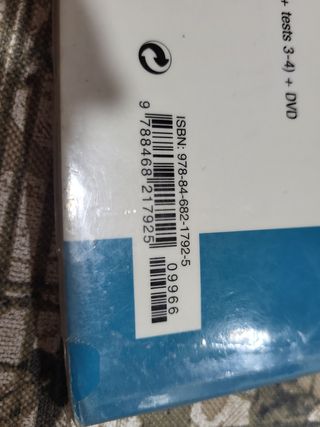 + tests 3-4) + DVD
ISBN: 978-84-682-1792-5
9 788468 217925
09966